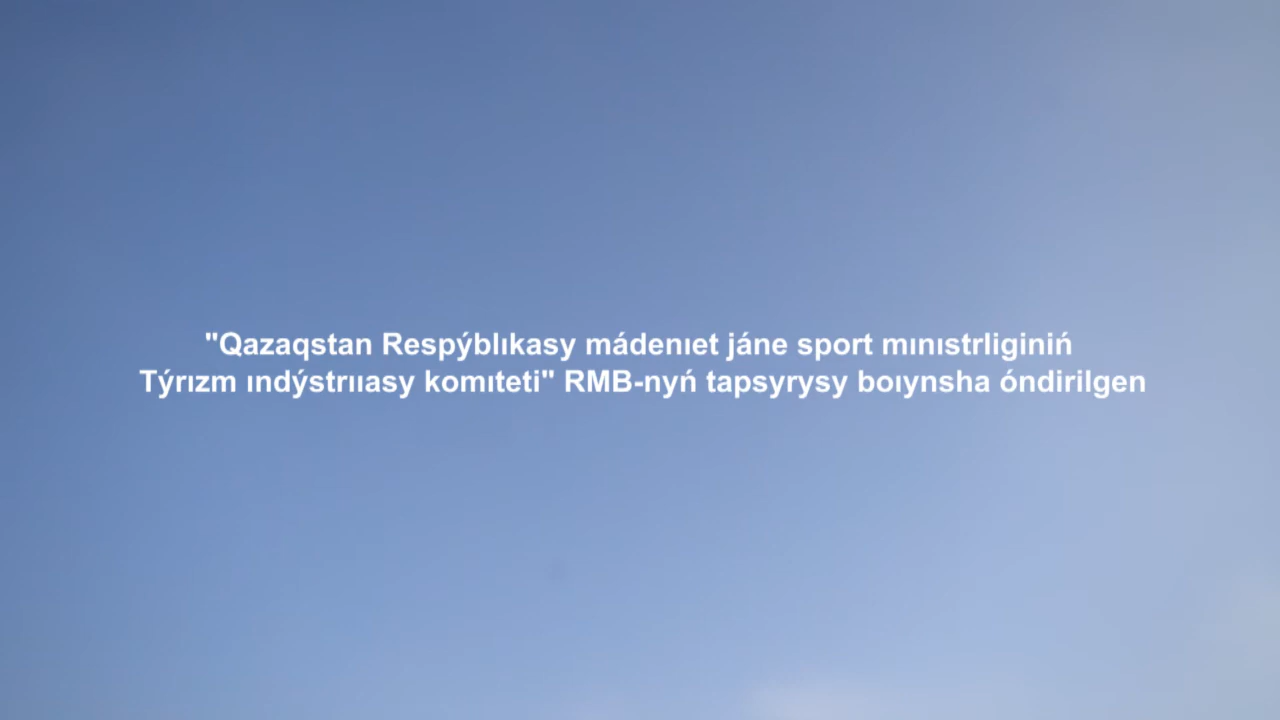 "Qazaqstan Respýblıkasy mádenıet jáne sport mınıstrliginiń
Týrızm ındýstrııasy komıteti" RMB-nyń tapsyrysy boıynsha óndirilgen